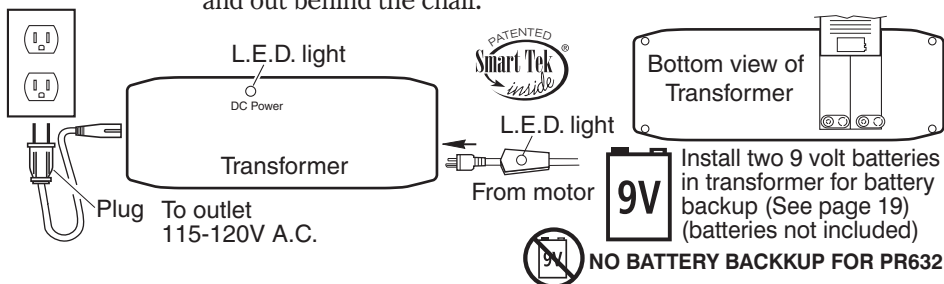 and out behind the chair.
L.E.D. light
DC Power
Transformer
Plug
To outlet
115-120V A.C.
PATENTED
Smart Tek ®
inside
L.E.D. light
From motor
Bottom view of
Transformer
9V
Install two 9 volt batteries
in transformer for battery
backup (See page 19)
(batteries not included)
9V
NO BATTERY BACKKUP FOR PR632